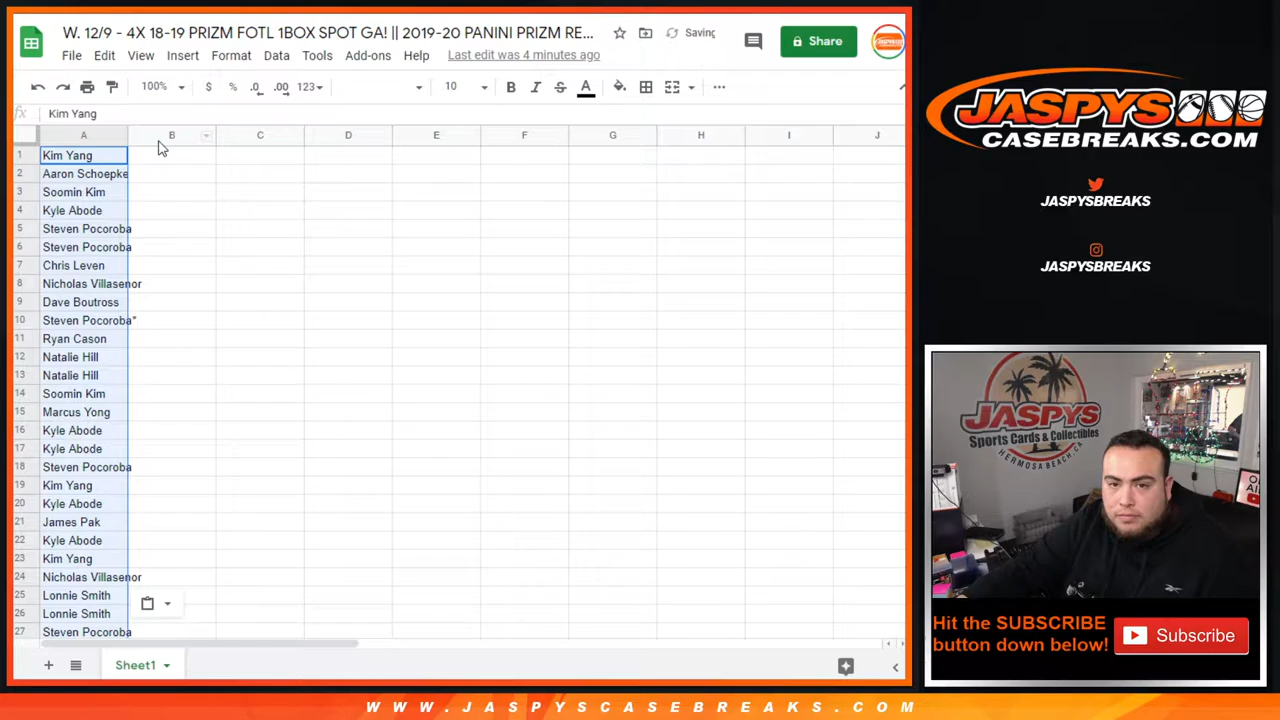 W. 12/9 - 4X 18-19 PRIZM FOTL 1BOX SPOT GA! || 2019-20 PANINI PRIZM RE...
Saving
Share
File Edit View Insert Format Data Tools Add-ons Help Last edit was 4 minutes ago
100% $ % .0 .00 123 10 B I S A
fx Kim Yang
A B C D E F G H I J
1 Kim Yang
2 Aaron Schoepke
3 Soomin Kim
4 Kyle Abode
5 Steven Pocoroba
6 Steven Pocoroba
7 Chris Leven
8 Nicholas Villasenor
9 Dave Boutross
10 Steven Pocoroba*
11 Ryan Cason
12 Natalie Hill
13 Natalie Hill
14 Soomin Kim
15 Marcus Yong
16 Kyle Abode
17 Kyle Abode
18 Steven Pocoroba
19 Kim Yang
20 Kyle Abode
21 James Pak
22 Kyle Abode
23 Kim Yang
24 Nicholas Villasenor
25 Lonnie Smith
26 Lonnie Smith
27 Steven Pocoroba
Sheet1
JASPYS
CASEBREAKS.COM
JASPYSBREAKS
JASPYSBREAKS
JASPYS
Sports Cards & Collectibles
HERMOSA BEACH, CA
Hit the SUBSCRIBE
button down below!
Subscribe
WWW.JASPYSCASEBREAKS.COM